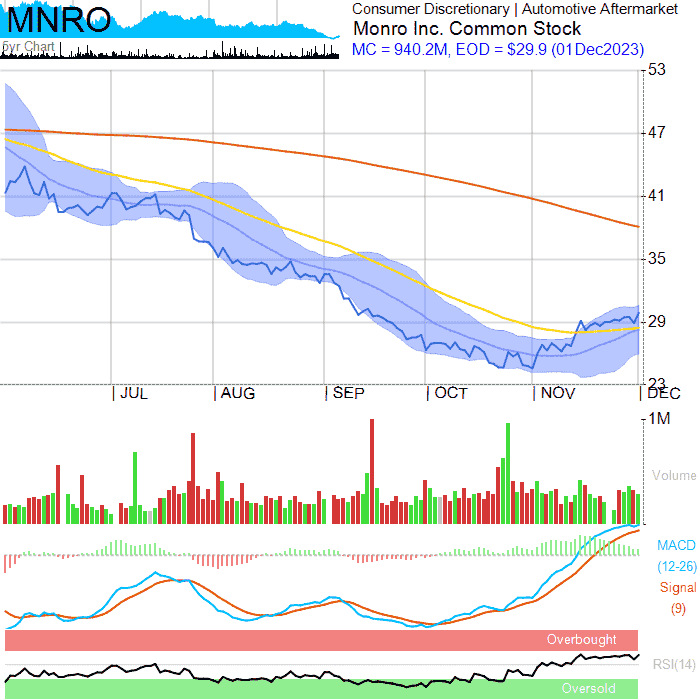 MNRO
Consumer Discretionary | Automotive Aftermarket
Monro Inc. Common Stock
MC = 940.2M, EOD = $29.9 (01Dec2023)
5yr Chart
53
47
41
35
29
23
JUL
AUG
SEP
OCT
NOV
DEC
1M
Volume
MACD
(12-26)
Signal
(9)
Overbought
RSI(14)
Oversold